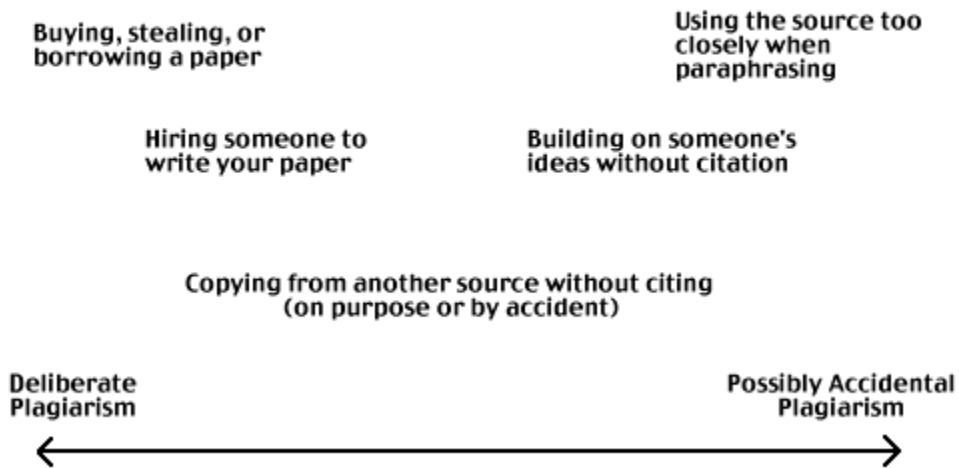 Buying, stealing, or
borrowing a paper
Using the source too
closely when
paraphrasing
Hiring someone to
write your paper
Building on someone's
ideas without citation
Copying from another source without citing
(on purpose or by accident)
Deliberate
Plagiarism
Possibly Accidental
Plagiarism